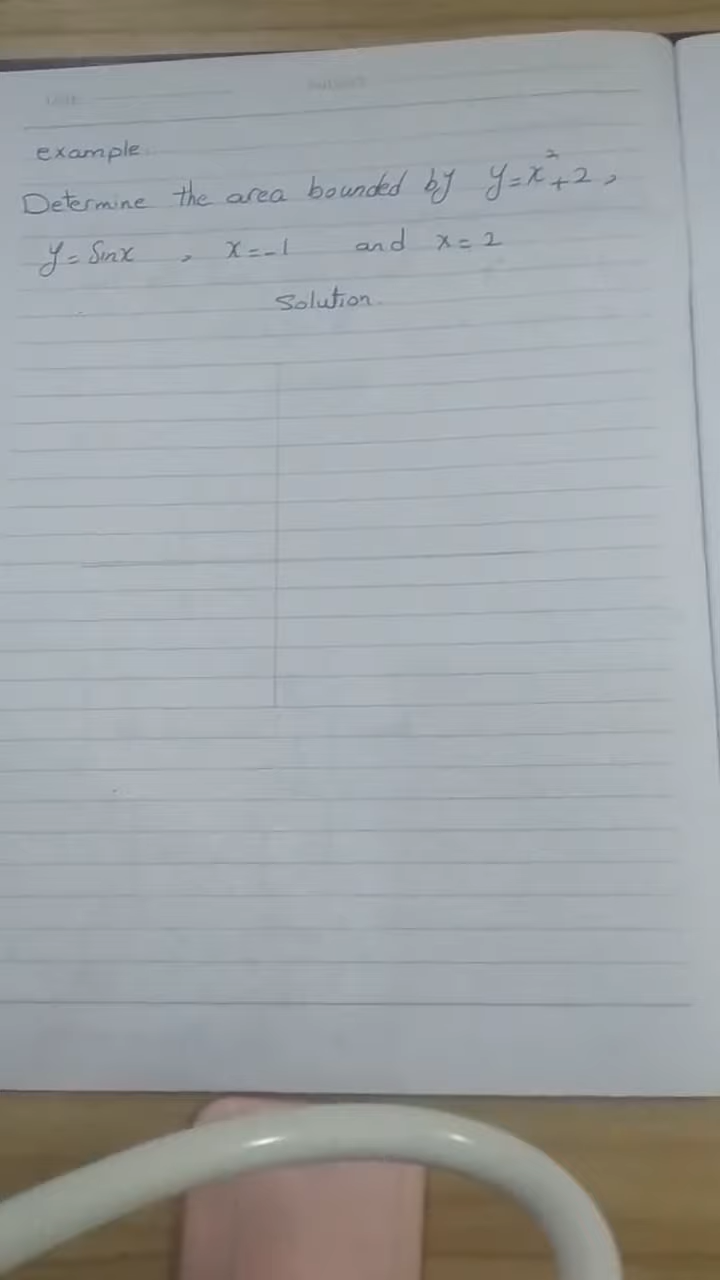 example.
Determine the area bounded by y=x²+2,
y=Sinx , x=-1 and x=2
Solution.